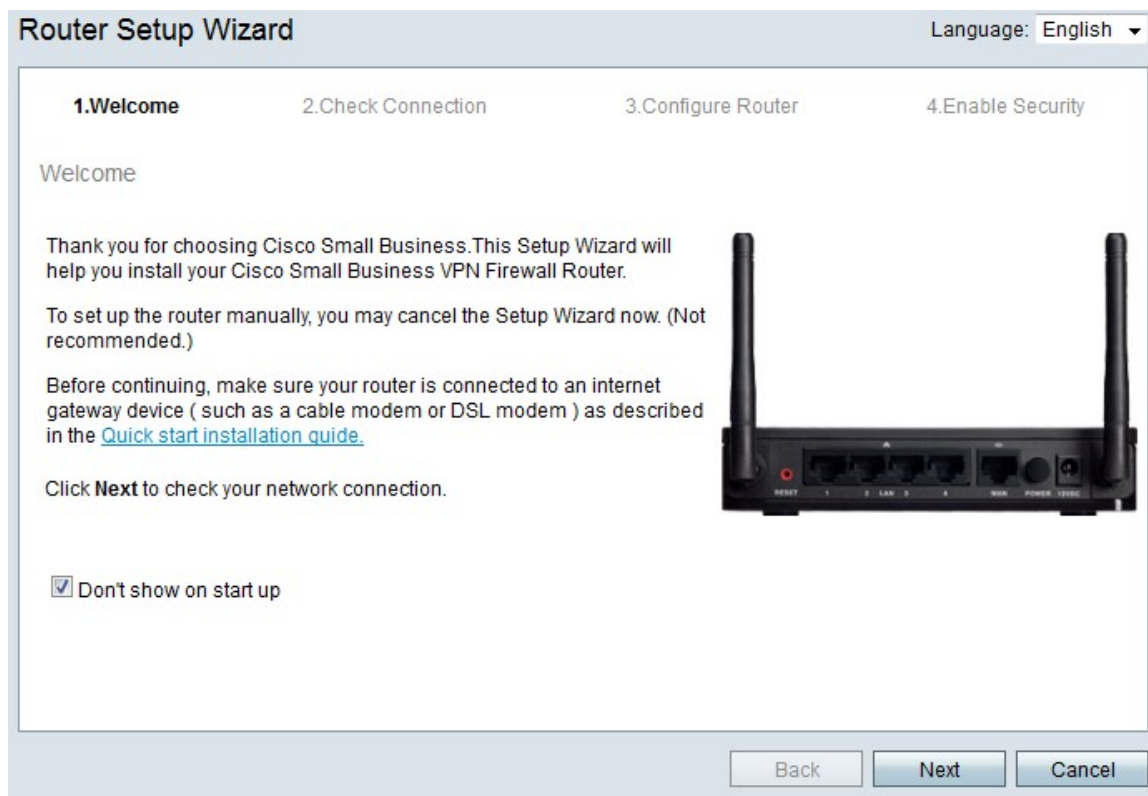 Router Setup Wizard
Language: English
1.Welcome 2.Check Connection 3.Configure Router 4.Enable Security
Welcome
Thank you for choosing Cisco Small Business.This Setup Wizard will
help you install your Cisco Small Business VPN Firewall Router.
To set up the router manually, you may cancel the Setup Wizard now. (Not
recommended.)
Before continuing, make sure your router is connected to an internet
gateway device ( such as a cable modem or DSL modem ) as described
in the Quick start installation guide.
Click Next to check your network connection.
RESET 1 2 LAN 3 4 WAN POWER 12VDC
Don't show on start up
Back Next Cancel